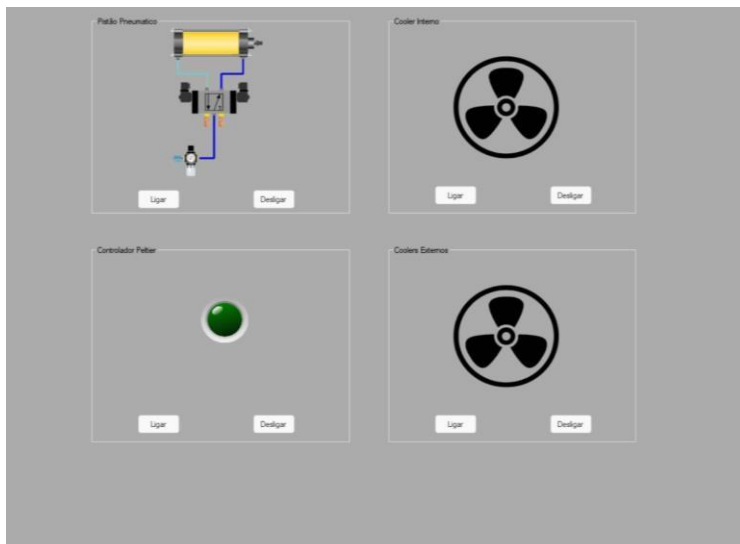 Pistão Pneumatico
Cooler Interno
Ligar
Desligar
Ligar
Desligar
Controlador Peltier
Coolers Externos
Ligar
Desligar
Ligar
Desligar